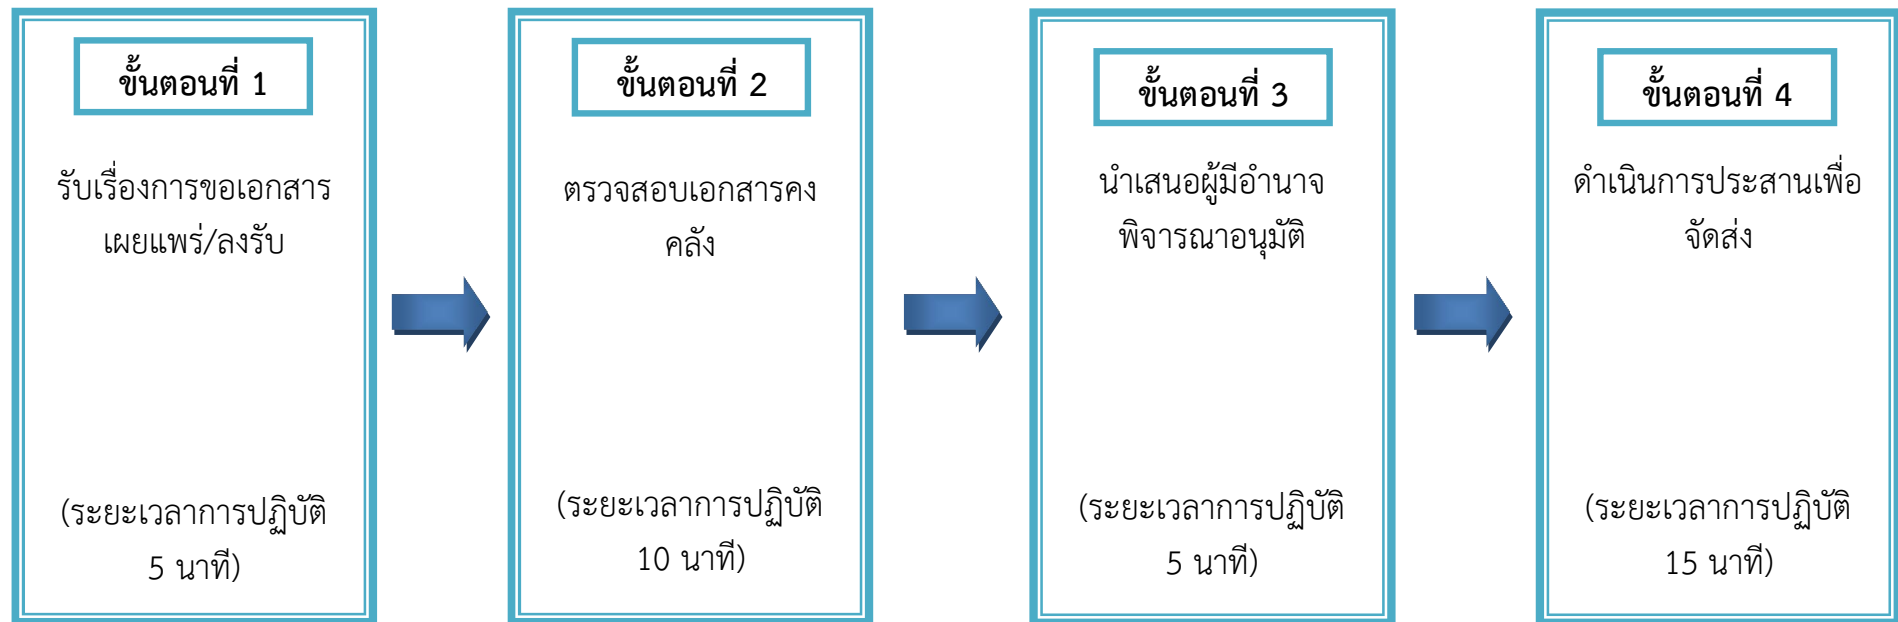 ขั้นตอนที่ 1
รับเรื่องการขอเอกสาร
เผยแพร่/ลงรับ
(ระยะเวลาการปฏิบัติ
5 นาที)
ขั้นตอนที่ 2
ตรวจสอบเอกสารคง
คลัง
(ระยะเวลาการปฏิบัติ
10 นาที)
ขั้นตอนที่ 3
นำเสนอผู้มีอำนาจ
พิจารณาอนุมัติ
(ระยะเวลาการปฏิบัติ
5 นาที)
ขั้นตอนที่ 4
ดำเนินการประสานเพื่อ
จัดส่ง
(ระยะเวลาการปฏิบัติ
15 นาที)